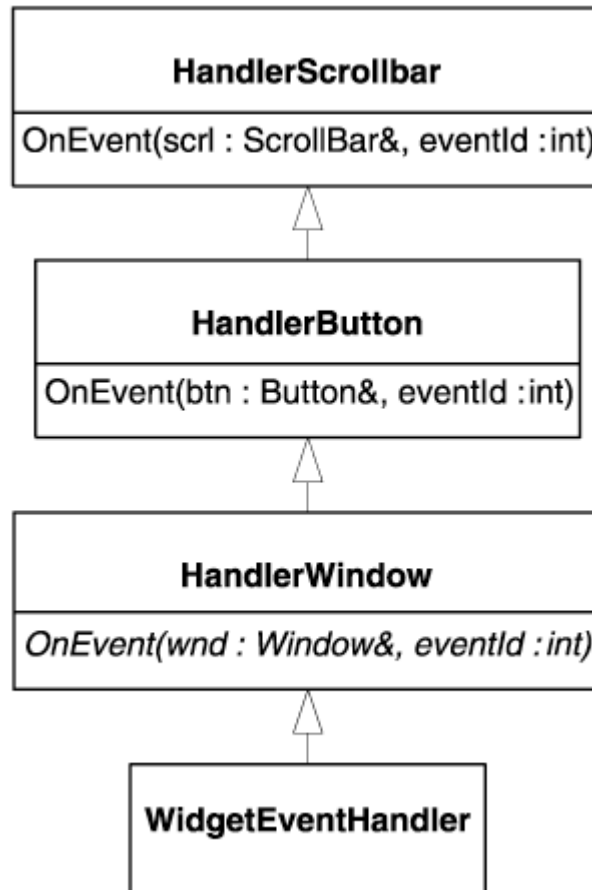 HandlerScrollbar
OnEvent(scrl : ScrollBar&, eventId :int)
HandlerButton
OnEvent(btn : Button&, eventId :int)
HandlerWindow
OnEvent(wnd : Window&, eventId :int)
WidgetEventHandler